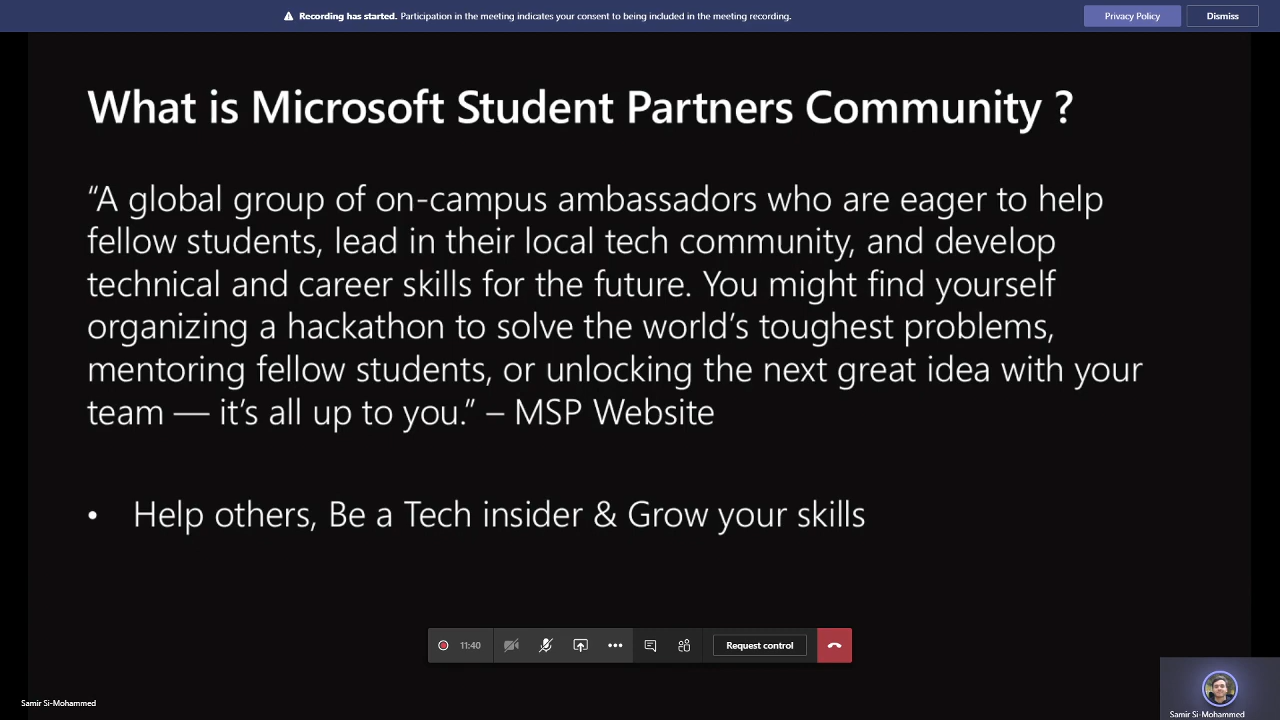 Recording has started. Participation in the meeting indicates your consent to being included in the meeting recording.
Privacy Policy
Dismiss
What is Microsoft Student Partners Community ?
“A global group of on-campus ambassadors who are eager to help
fellow students, lead in their local tech community, and develop
technical and career skills for the future. You might find yourself
organizing a hackathon to solve the world’s toughest problems,
mentoring fellow students, or unlocking the next great idea with your
team — it’s all up to you.” – MSP Website
• Help others, Be a Tech insider & Grow your skills
11:40
Request control
Samir Si-Mohammed
Samir Si-Mohammed